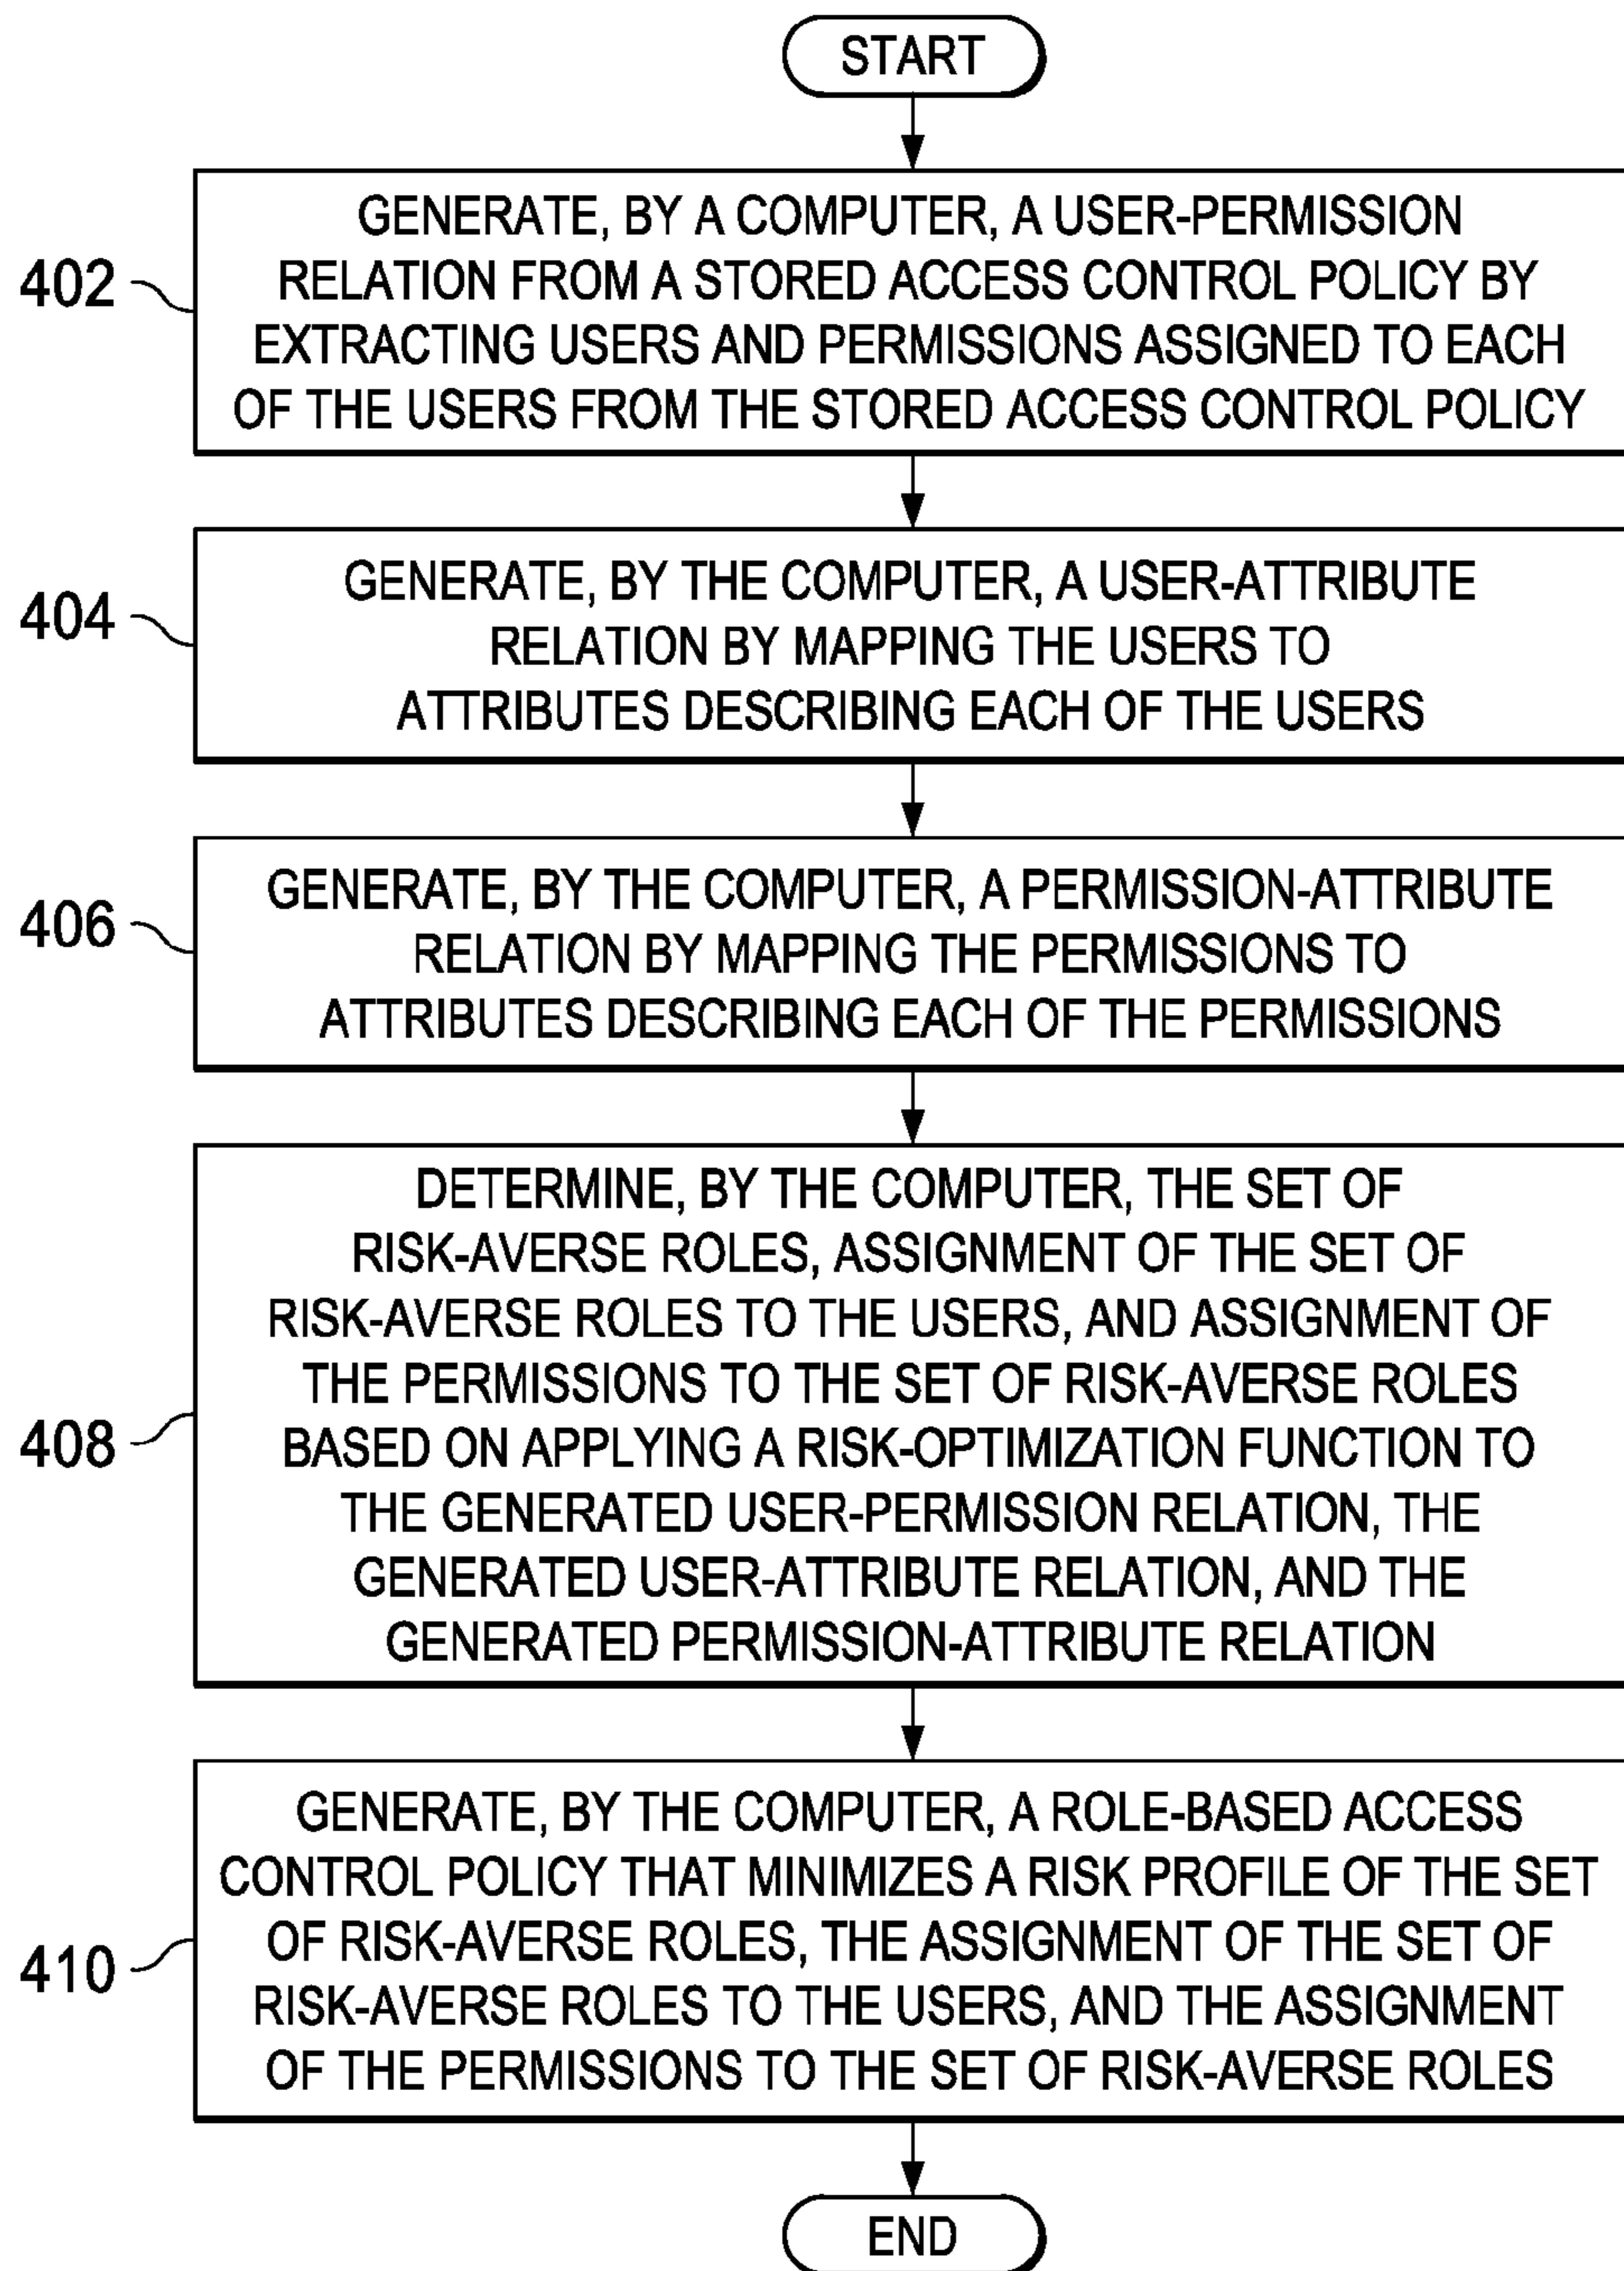 START
402
GENERATE, BY A COMPUTER, A USER-PERMISSION
RELATION FROM A STORED ACCESS CONTROL POLICY BY
EXTRACTING USERS AND PERMISSIONS ASSIGNED TO EACH
OF THE USERS FROM THE STORED ACCESS CONTROL POLICY
404
GENERATE, BY THE COMPUTER, A USER-ATTRIBUTE
RELATION BY MAPPING THE USERS TO
ATTRIBUTES DESCRIBING EACH OF THE USERS
406
GENERATE, BY THE COMPUTER, A PERMISSION-ATTRIBUTE
RELATION BY MAPPING THE PERMISSIONS TO
ATTRIBUTES DESCRIBING EACH OF THE PERMISSIONS
408
DETERMINE, BY THE COMPUTER, THE SET OF
RISK-AVERSE ROLES, ASSIGNMENT OF THE SET OF
RISK-AVERSE ROLES TO THE USERS, AND ASSIGNMENT OF
THE PERMISSIONS TO THE SET OF RISK-AVERSE ROLES
BASED ON APPLYING A RISK-OPTIMIZATION FUNCTION TO
THE GENERATED USER-PERMISSION RELATION, THE
GENERATED USER-ATTRIBUTE RELATION, AND THE
GENERATED PERMISSION-ATTRIBUTE RELATION
410
GENERATE, BY THE COMPUTER, A ROLE-BASED ACCESS
CONTROL POLICY THAT MINIMIZES A RISK PROFILE OF THE SET
OF RISK-AVERSE ROLES, THE ASSIGNMENT OF THE SET OF
RISK-AVERSE ROLES TO THE USERS, AND THE ASSIGNMENT
OF THE PERMISSIONS TO THE SET OF RISK-AVERSE ROLES
END